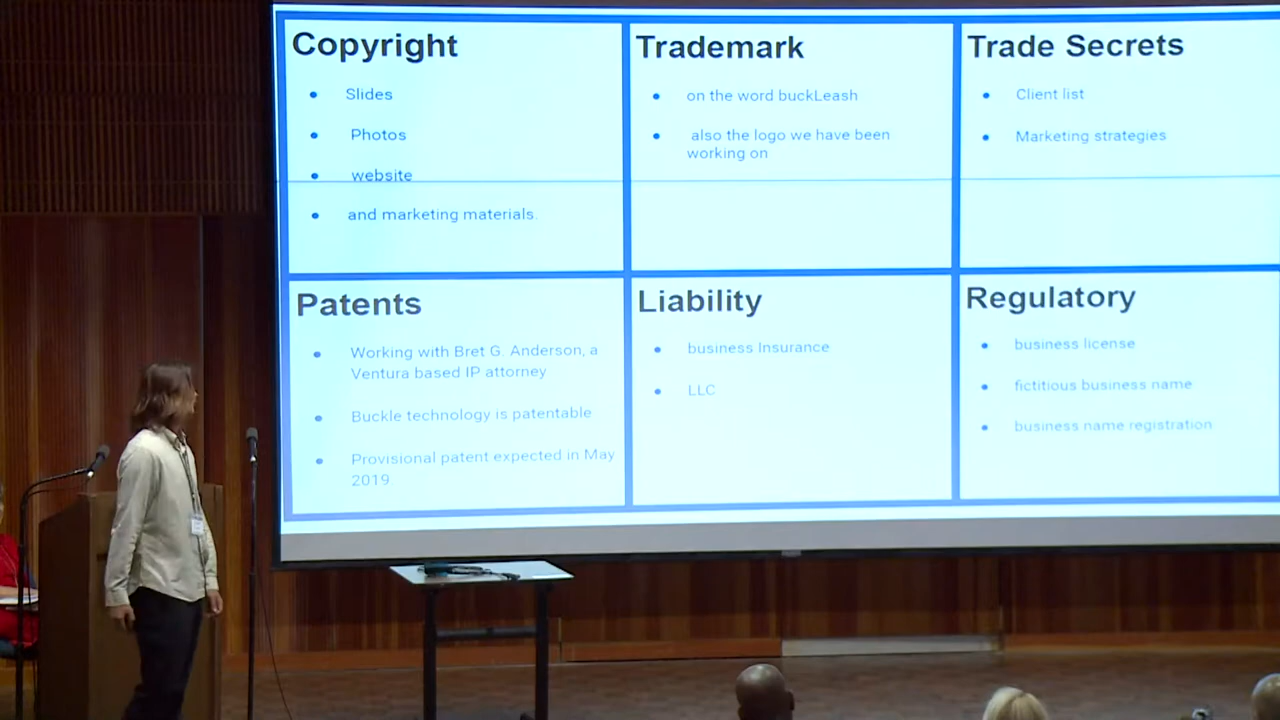 Copyright
Slides
Photos
website
and marketing materials.
Trademark
on the word buckLeash
also the logo we have been
working on
Trade Secrets
Client list
Marketing strategies
Patents
Working with Bret G. Anderson, a
Ventura based IP attorney
Buckle technology is patentable
Provisional patent expected in May
2019.
Liability
business Insurance
LLC
Regulatory
business license
fictitious business name
business name registration